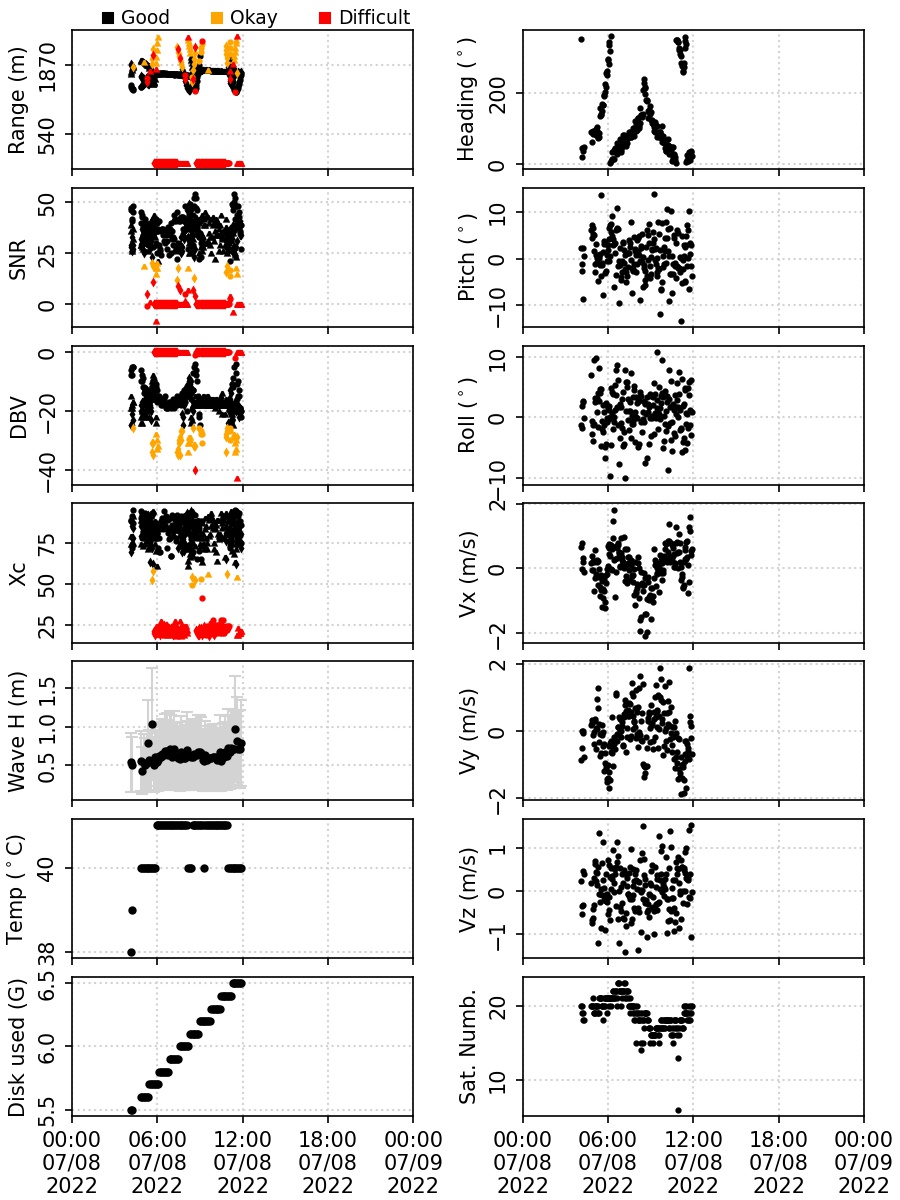 Good Okay Difficult
Range (m)
1870
540
Heading (°)
200
0
SNR
50
25
0
Pitch (°)
10
0
−10
DBV
0
−20
−40
Roll (°)
10
0
−10
Xc
75
50
25
Vx (m/s)
2
0
−2
Wave H (m)
1.5
1.0
0.5
Vy (m/s)
2
0
−2
Temp (°C)
40
38
Vz (m/s)
1
0
−1
Disk used (G)
6.5
6.0
5.5
Sat. Numb.
20
10
00:00 06:00 12:00 18:00 00:00
07/08 07/08 07/08 07/08 07/09
2022 2022 2022 2022 2022
00:00 06:00 12:00 18:00 00:00
07/08 07/08 07/08 07/08 07/09
2022 2022 2022 2022 2022